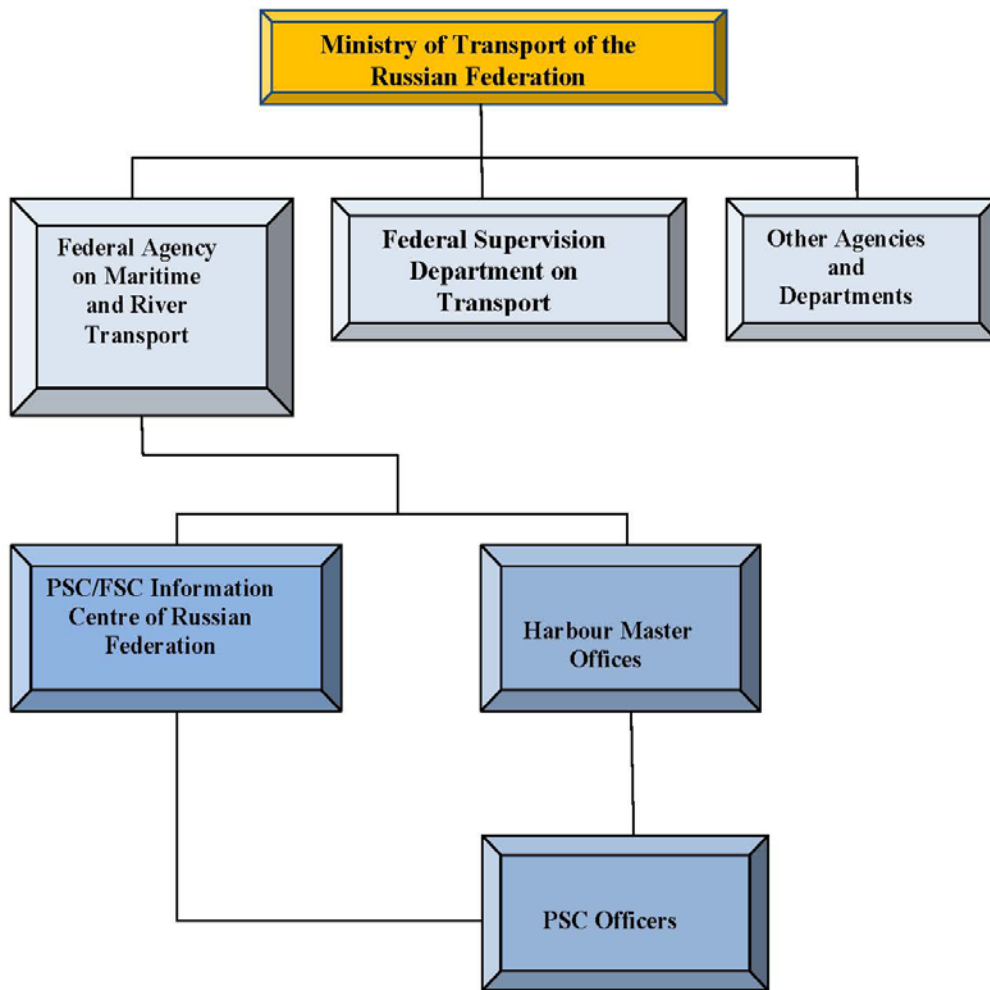 Ministry of Transport of the
Russian Federation
Federal Agency
on Maritime
and River
Transport
Federal Supervision
Department on
Transport
Other Agencies
and
Departments
PSC/FSC Information
Centre of Russian
Federation
Harbour Master
Offices
PSC Officers